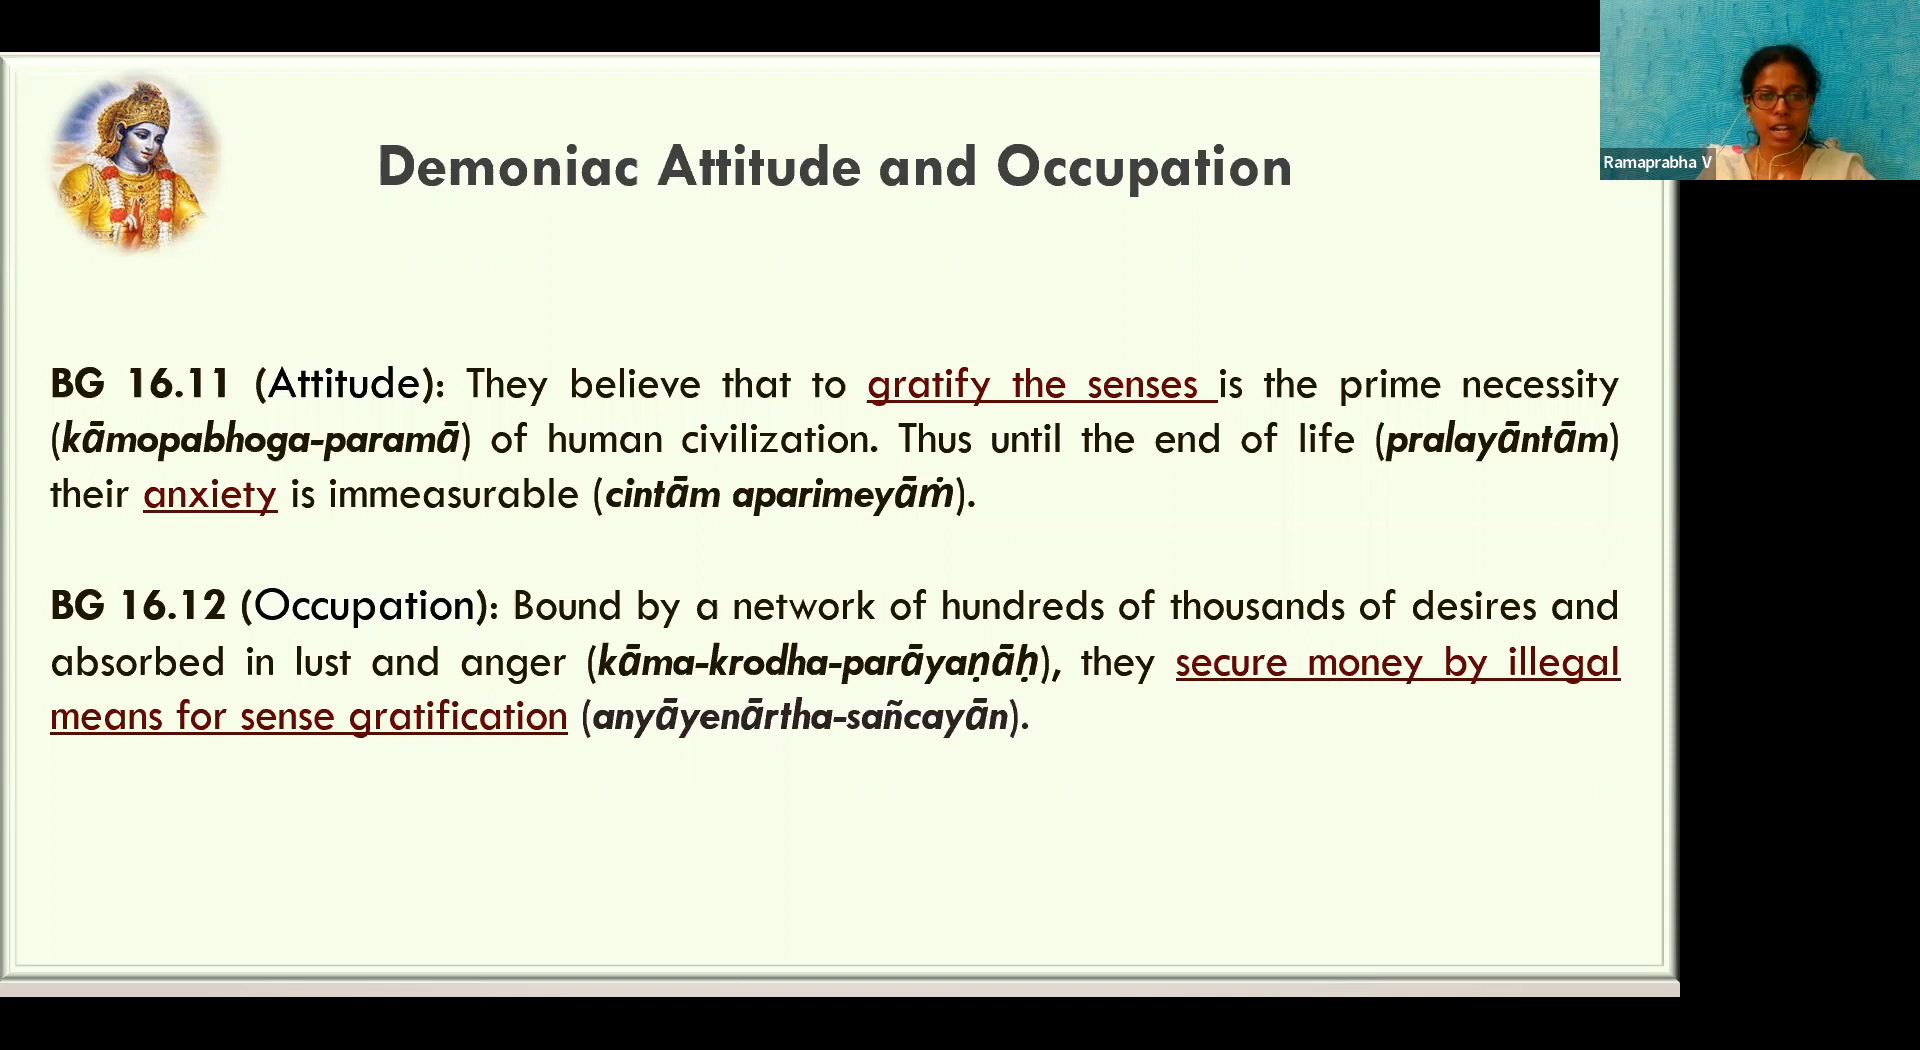 Demoniac Attitude and Occupation
Ramaprabha V
BG 16.11 (Attitude): They believe that to gratify the senses is the prime necessity
(kāmopabhoga-paramā) of human civilization. Thus until the end of life (pralayāntām)
their anxiety is immeasurable (cintām aparimeyāṁ).
BG 16.12 (Occupation): Bound by a network of hundreds of thousands of desires and
absorbed in lust and anger (kāma-krodha-parāyaṇāḥ), they secure money by illegal
means for sense gratification (anyāyenārtha-sañcayān).